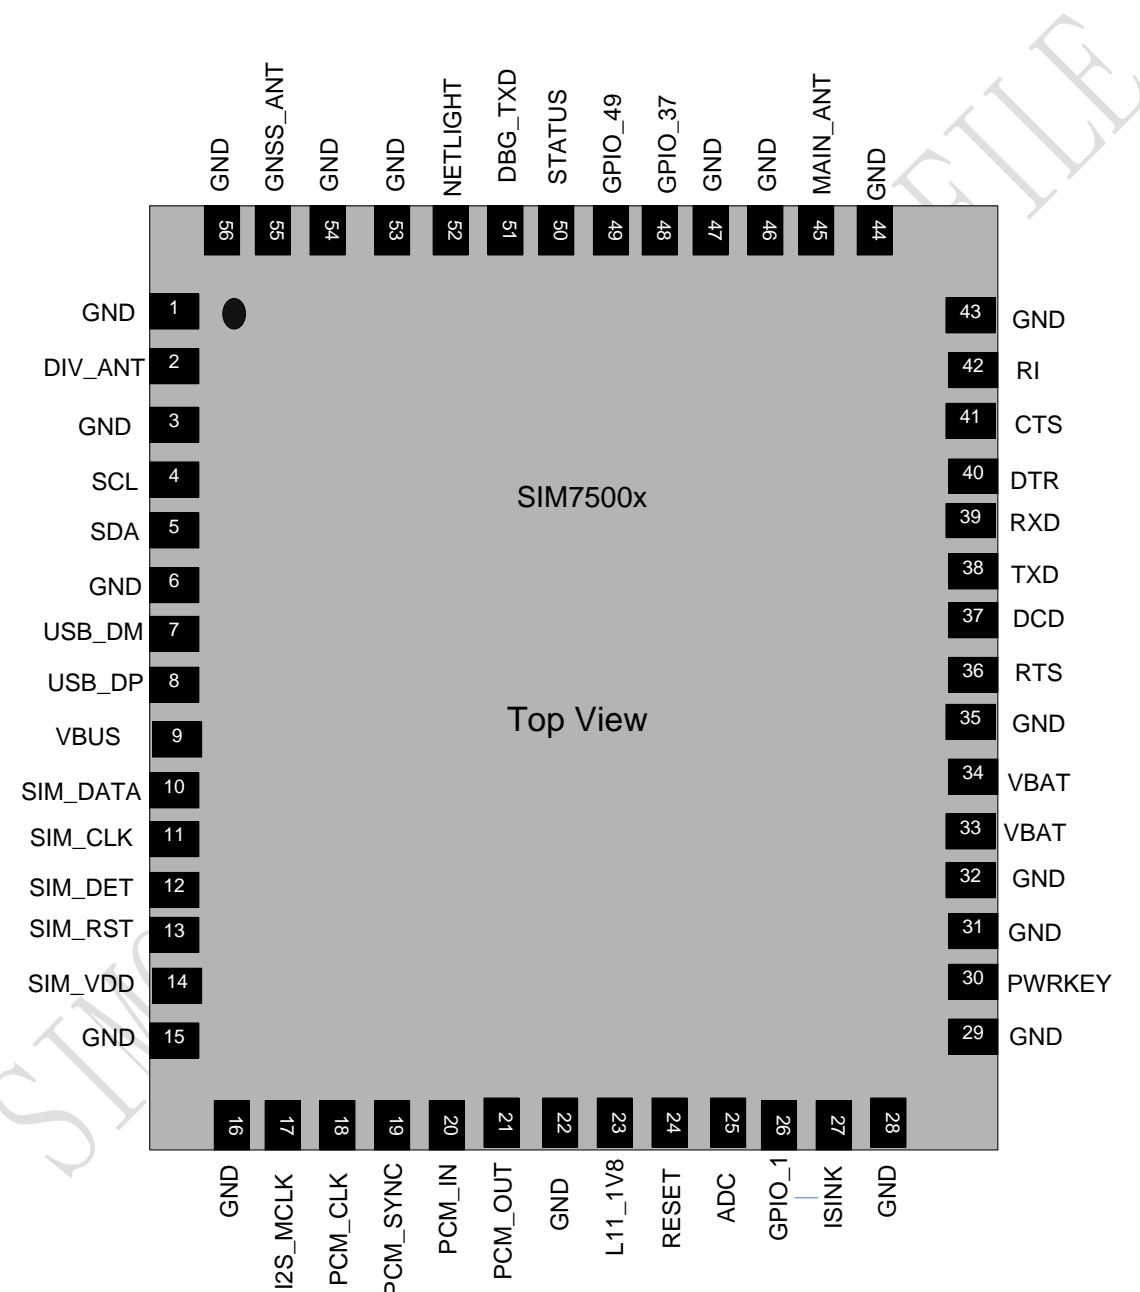 GND
GNSS_ANT
GND
GND
NETLIGHT
DBG_TXD
STATUS
GPIO_49
GPIO_37
GND
GND
MAIN_ANT
GND
56
55
54
53
52
51
50
49
48
47
46
45
44
GND 1
DIV_ANT 2
GND 3
SCL 4
SDA 5
GND 6
USB_DM 7
USB_DP 8
VBUS 9
SIM_DATA 10
SIM_CLK 11
SIM_DET 12
SIM_RST 13
SIM_VDD 14
GND 15
SIM7500x
Top View
43 GND
42 RI
41 CTS
40 DTR
39 RXD
38 TXD
37 DCD
36 RTS
35 GND
34 VBAT
33 VBAT
32 GND
31 GND
30 PWRKEY
29 GND
16
17
18
19
20
21
22
23
24
25
26
27
28
GND
I2S_MCLK
PCM_CLK
PCM_SYNC
PCM_IN
PCM_OUT
GND
L11_1V8
RESET
ADC
GPIO_1
ISINK
GND
FILE